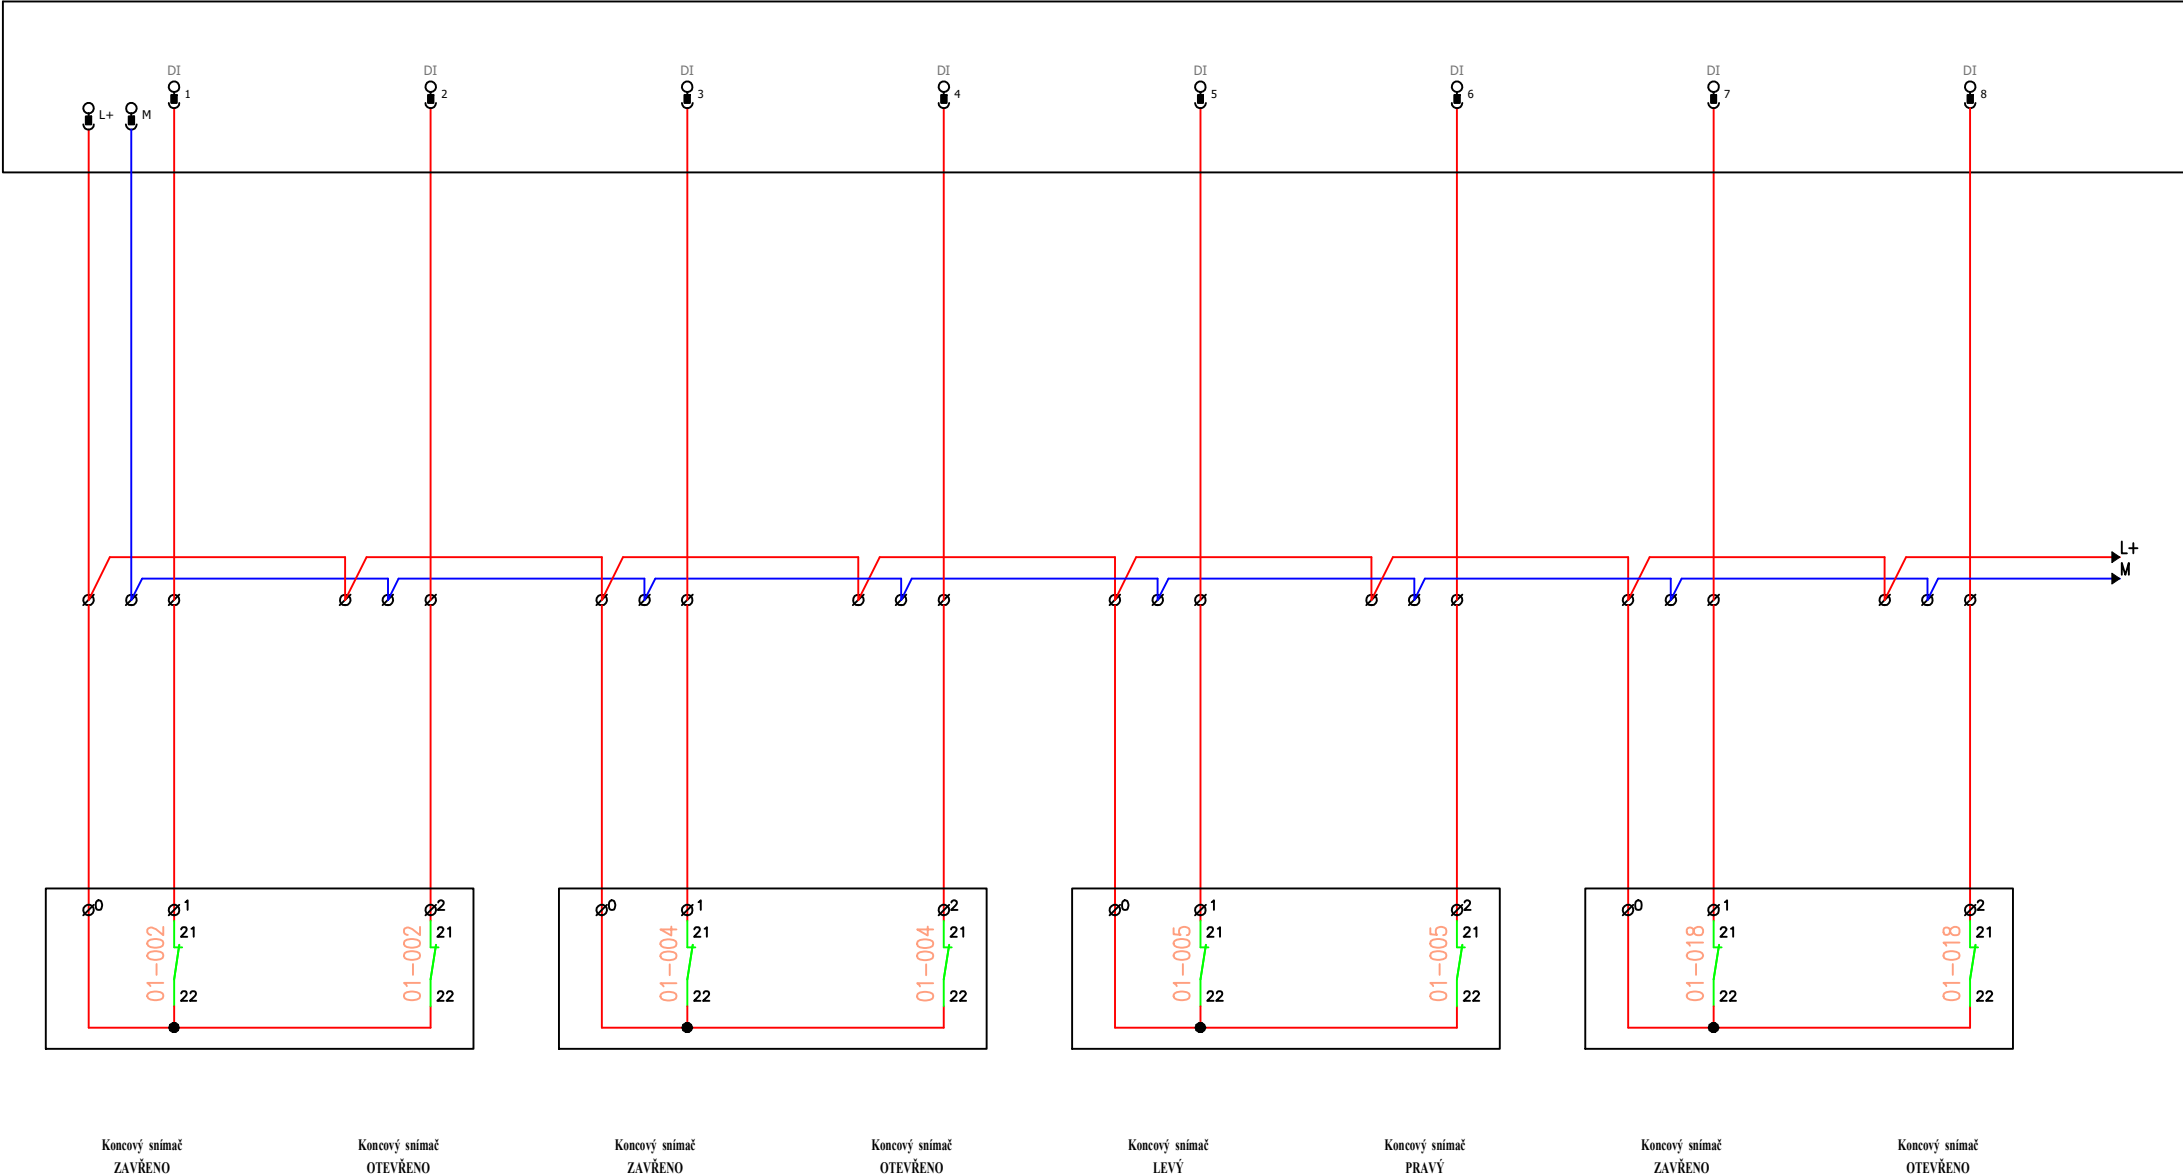 DI DI DI DI DI DI DI DI
1 2 3 4 5 6 7 8
L+ M
L+
M
0 1 2 0 1 2 0 1 2 0 1 2
21 21 21 21 21 21 21 21
01-002 01-002 01-004 01-004 01-005 01-005 01-018 01-018
22 22 22 22 22 22 22 22
Koncový snímač Koncový snímač Koncový snímač Koncový snímač Koncový snímač Koncový snímač Koncový snímač Koncový snímač
ZAVŘENO OTEVŘENO ZAVŘENO OTEVŘENO LEVÝ PRAVÝ ZAVŘENO OTEVŘENO